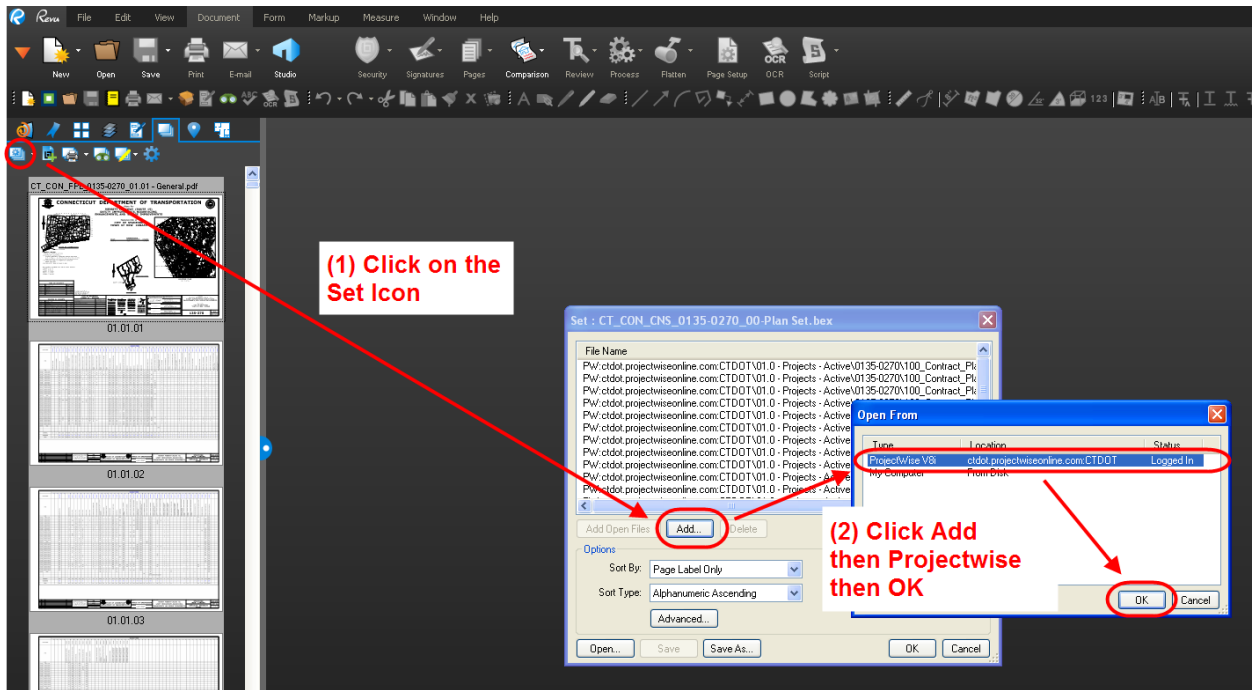 Revu File Edit View Document Form Markup Measure Window Help
New Open Save Print E-mail Studio Security Signatures Pages Comparison Review Process Flatten Page Setup OCR Script
CT_CON_FPL_0135-0270_01.01 - General.pdf
CONNECTICUT DEPARTMENT OF TRANSPORTATION
01.01.01
01.01.02
01.01.03
(1) Click on the
Set Icon
Set : CT_CON_CNS_0135-0270_00-Plan Set.bex
File Name
PW:ctdot.projectwiseonline.com:CTDOT\01.0 - Projects - Active\0135-0270\100_Contract_Pla
PW:ctdot.projectwiseonline.com:CTDOT\01.0 - Projects - Active\0135-0270\100_Contract_Pla
PW:ctdot.projectwiseonline.com:CTDOT\01.0 - Projects - Active\0135-0270\100_Contract_Pla
PW:ctdot.projectwiseonline.com:CTDOT\01.0 - Projects - Active
PW:ctdot.projectwiseonline.com:CTDOT\01.0 - Projects - Active
PW:ctdot.projectwiseonline.com:CTDOT\01.0 - Projects - Active
PW:ctdot.projectwiseonline.com:CTDOT\01.0 - Projects - Active
PW:ctdot.projectwiseonline.com:CTDOT\01.0 - Projects - Active
PW:ctdot.projectwiseonline.com:CTDOT\01.0 - Projects - Active
PW:ctdot.projectwiseonline.com:CTDOT\01.0 - Projects - Active
PW:ctdot.projectwiseonline.com:CTDOT\01.0 - Projects - Active
Add Open Files Add... Delete
Options
Sort By: Page Label Only
Sort Type: Alphanumeric Ascending
Advanced...
Open... Save Save As... OK Cancel
Open From
Type Location Status
ProjectWise V8i ctdot.projectwiseonline.com:CTDOT Logged In
My Computer From Disk
(2) Click Add
then Projectwise
then OK
OK Cancel